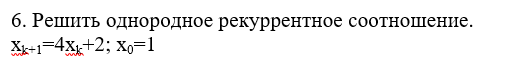 6. Решить однородное рекуррентное соотношение.
xₖ₊₁=4xₖ+2; x₀=1